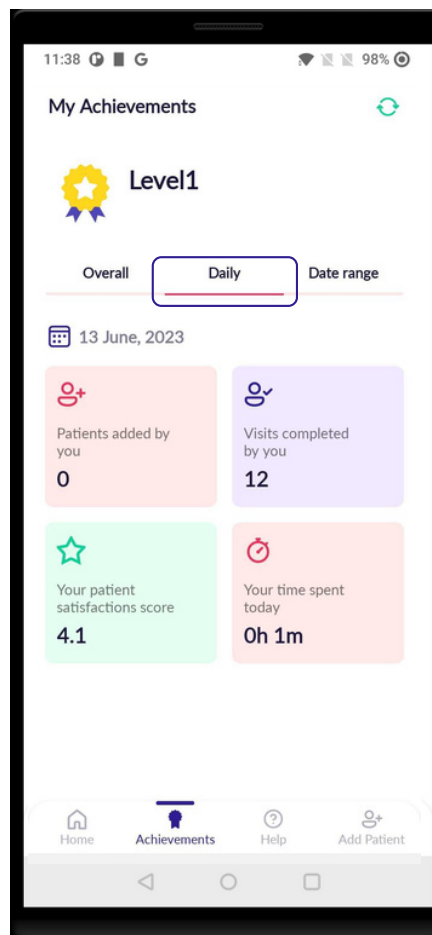 11:38 G 98%
My Achievements
Level1
Overall Daily Date range
13 June, 2023
Patients added by
you
0
Visits completed
by you
12
Your patient
satisfactions score
4.1
Your time spent
today
0h 1m
Home Achievements Help Add Patient